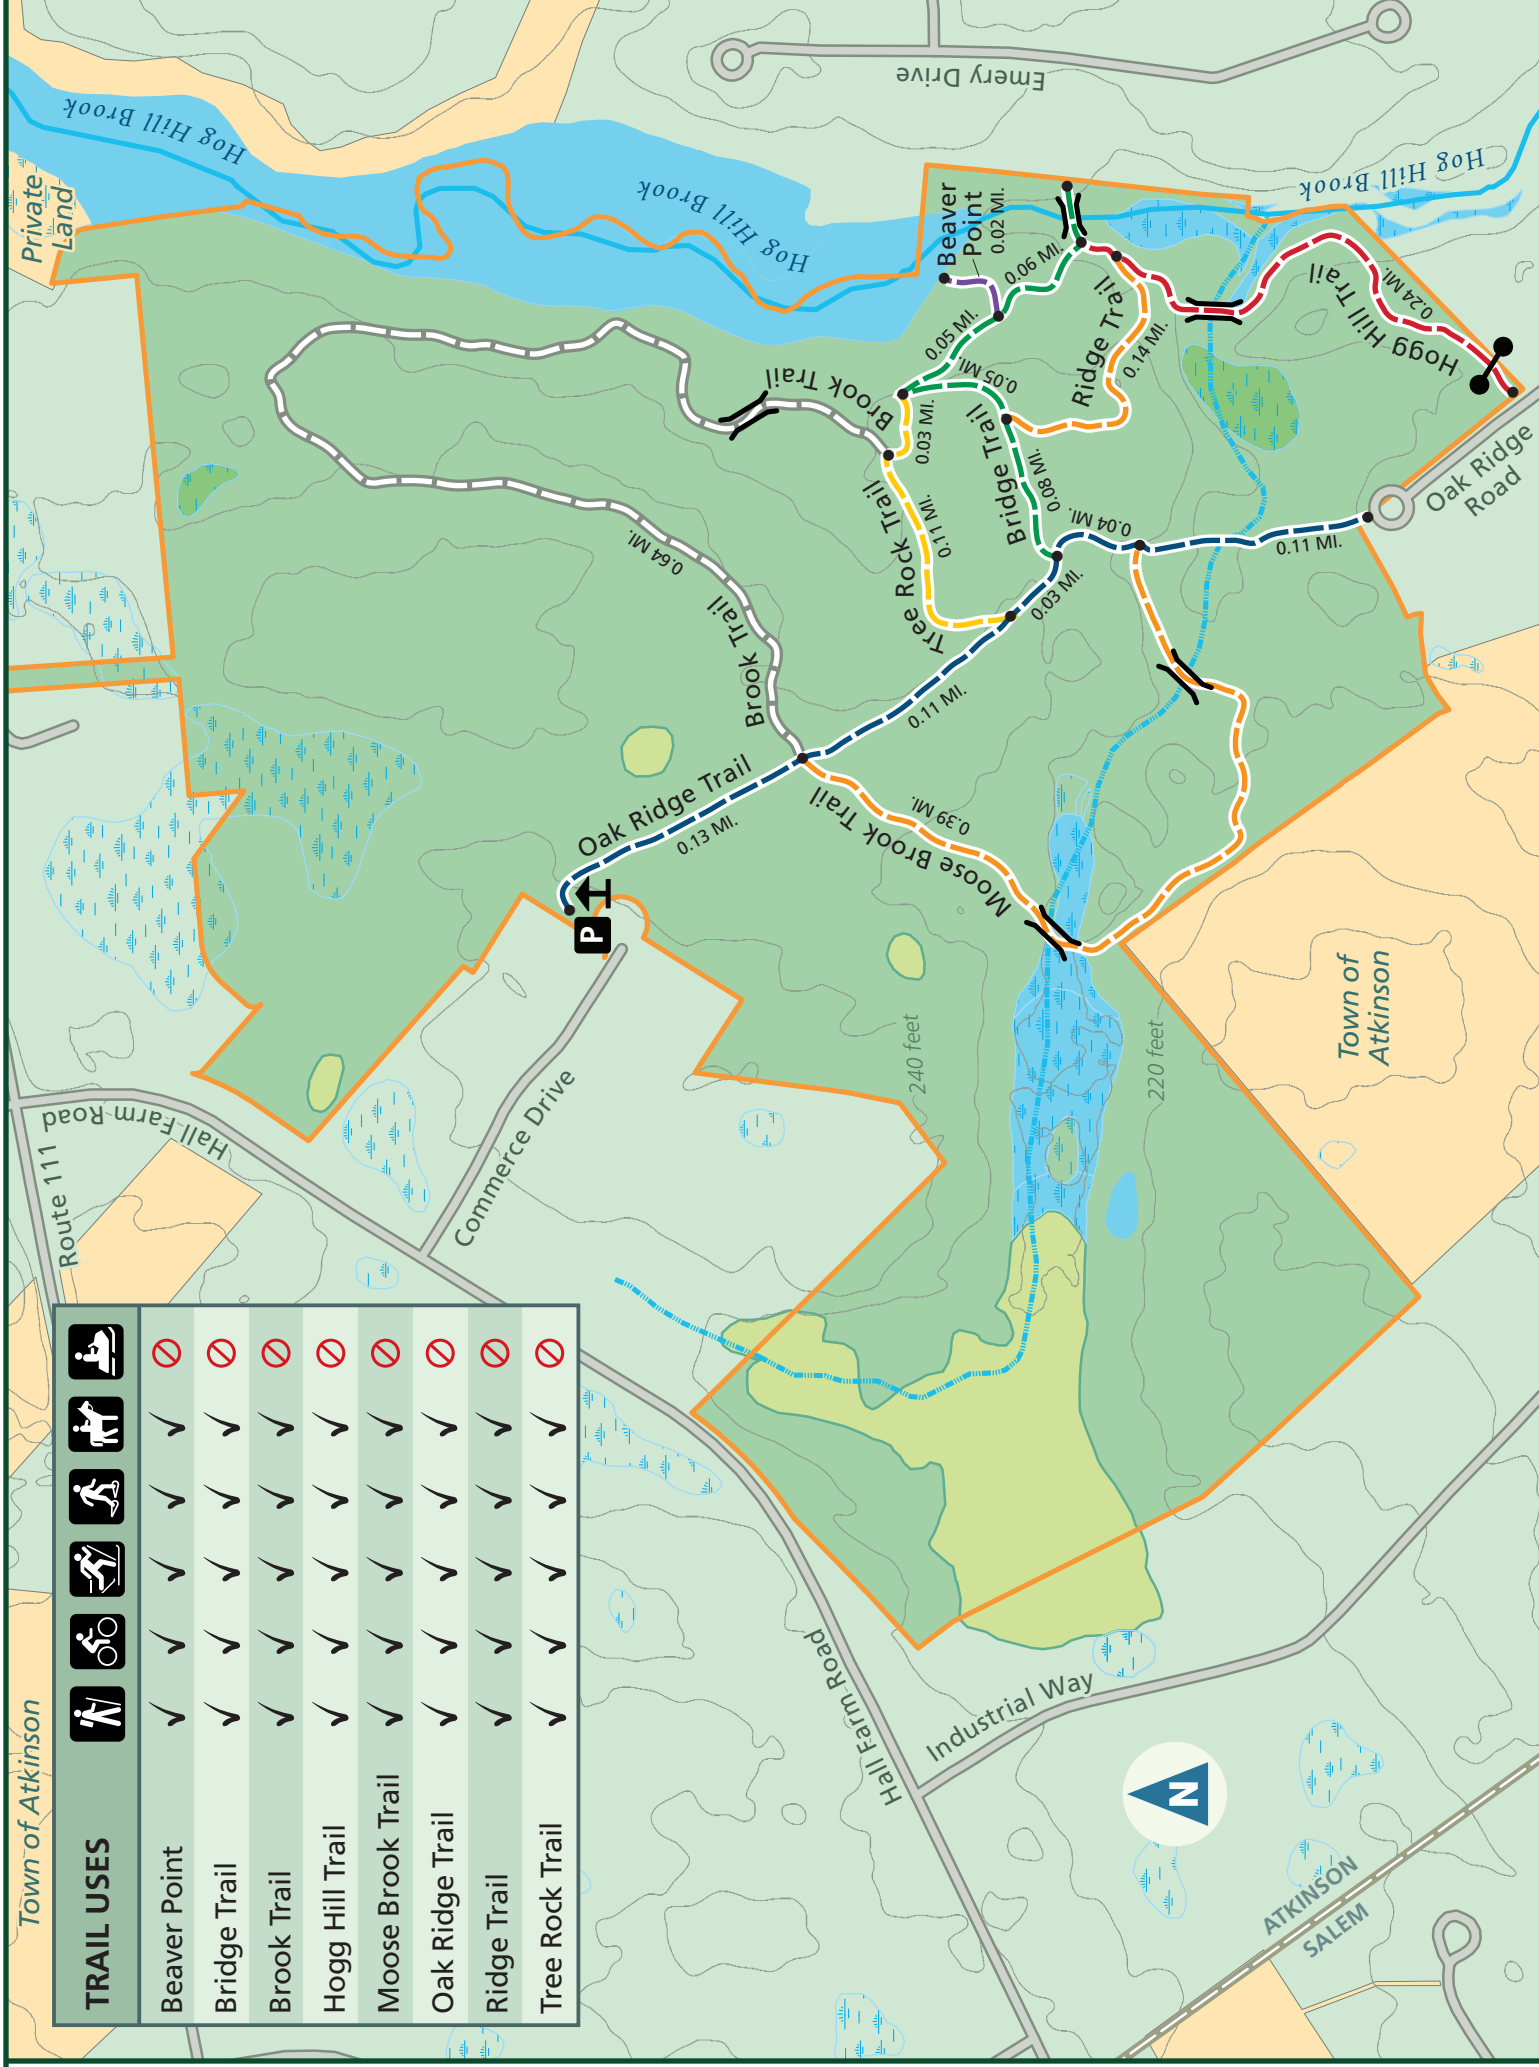 TRAIL USES
Beaver Point
Bridge Trail
Brook Trail
Hogg Hill Trail
Moose Brook Trail
Oak Ridge Trail
Ridge Trail
Tree Rock Trail
Town of Atkinson
Route 111
Hall Farm Road
Commerce Drive
Hall Farm Road
Industrial Way
N
ATKINSON
SALEM
P
Oak Ridge Trail
0.13 MI.
Brook Trail
0.64 MI.
Brook Trail
Moose Brook Trail
0.39 MI.
0.11 MI.
Tree Rock Trail
0.11 MI.
0.03 MI.
0.03 MI.
Bridge Trail
0.08 MI.
0.05 MI.
0.05 MI.
0.06 MI.
Beaver
Point
0.02 MI.
Ridge Trail
0.14 MI.
0.04 MI.
0.11 MI.
Hogg Hill Trail
0.24 MI.
Oak Ridge
Road
240 feet
220 feet
Town of
Atkinson
Private
Land
Hog Hill Brook
Hog Hill Brook
Hog Hill Brook
Emery Drive